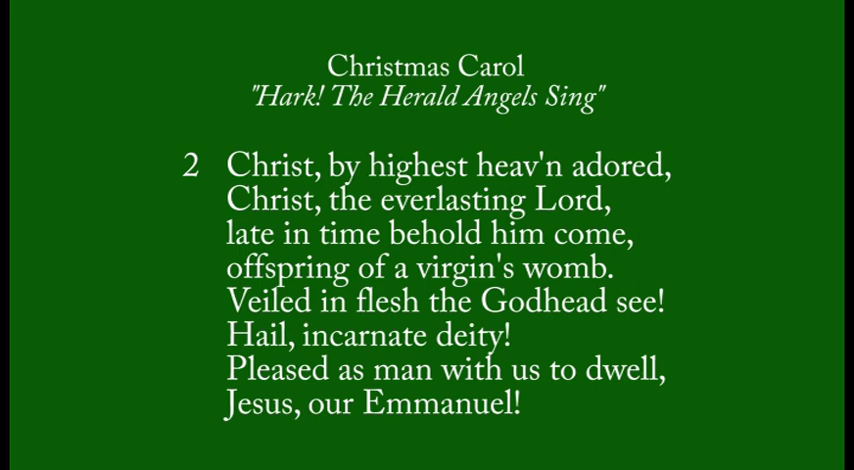 Christmas Carol
"Hark! The Herald Angels Sing"
2 Christ, by highest heav'n adored,
Christ, the everlasting Lord,
late in time behold him come,
offspring of a virgin's womb.
Veiled in flesh the Godhead see!
Hail, incarnate deity!
Pleased as man with us to dwell,
Jesus, our Emmanuel!